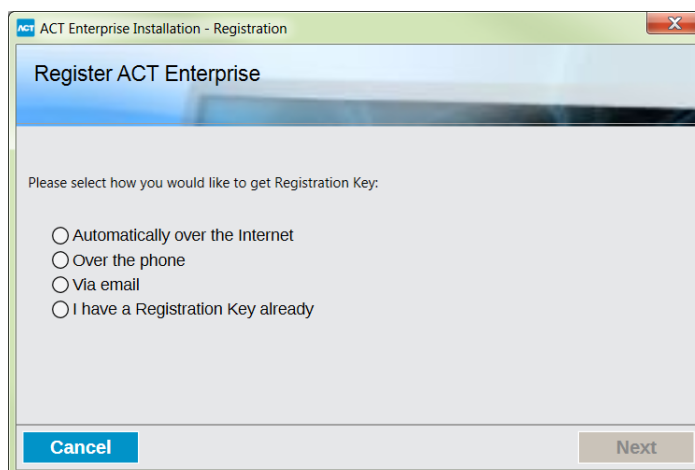 ACT ACT Enterprise Installation - Registration
X
Register ACT Enterprise
Please select how you would like to get Registration Key:
Automatically over the Internet
Over the phone
Via email
I have a Registration Key already
Cancel
Next